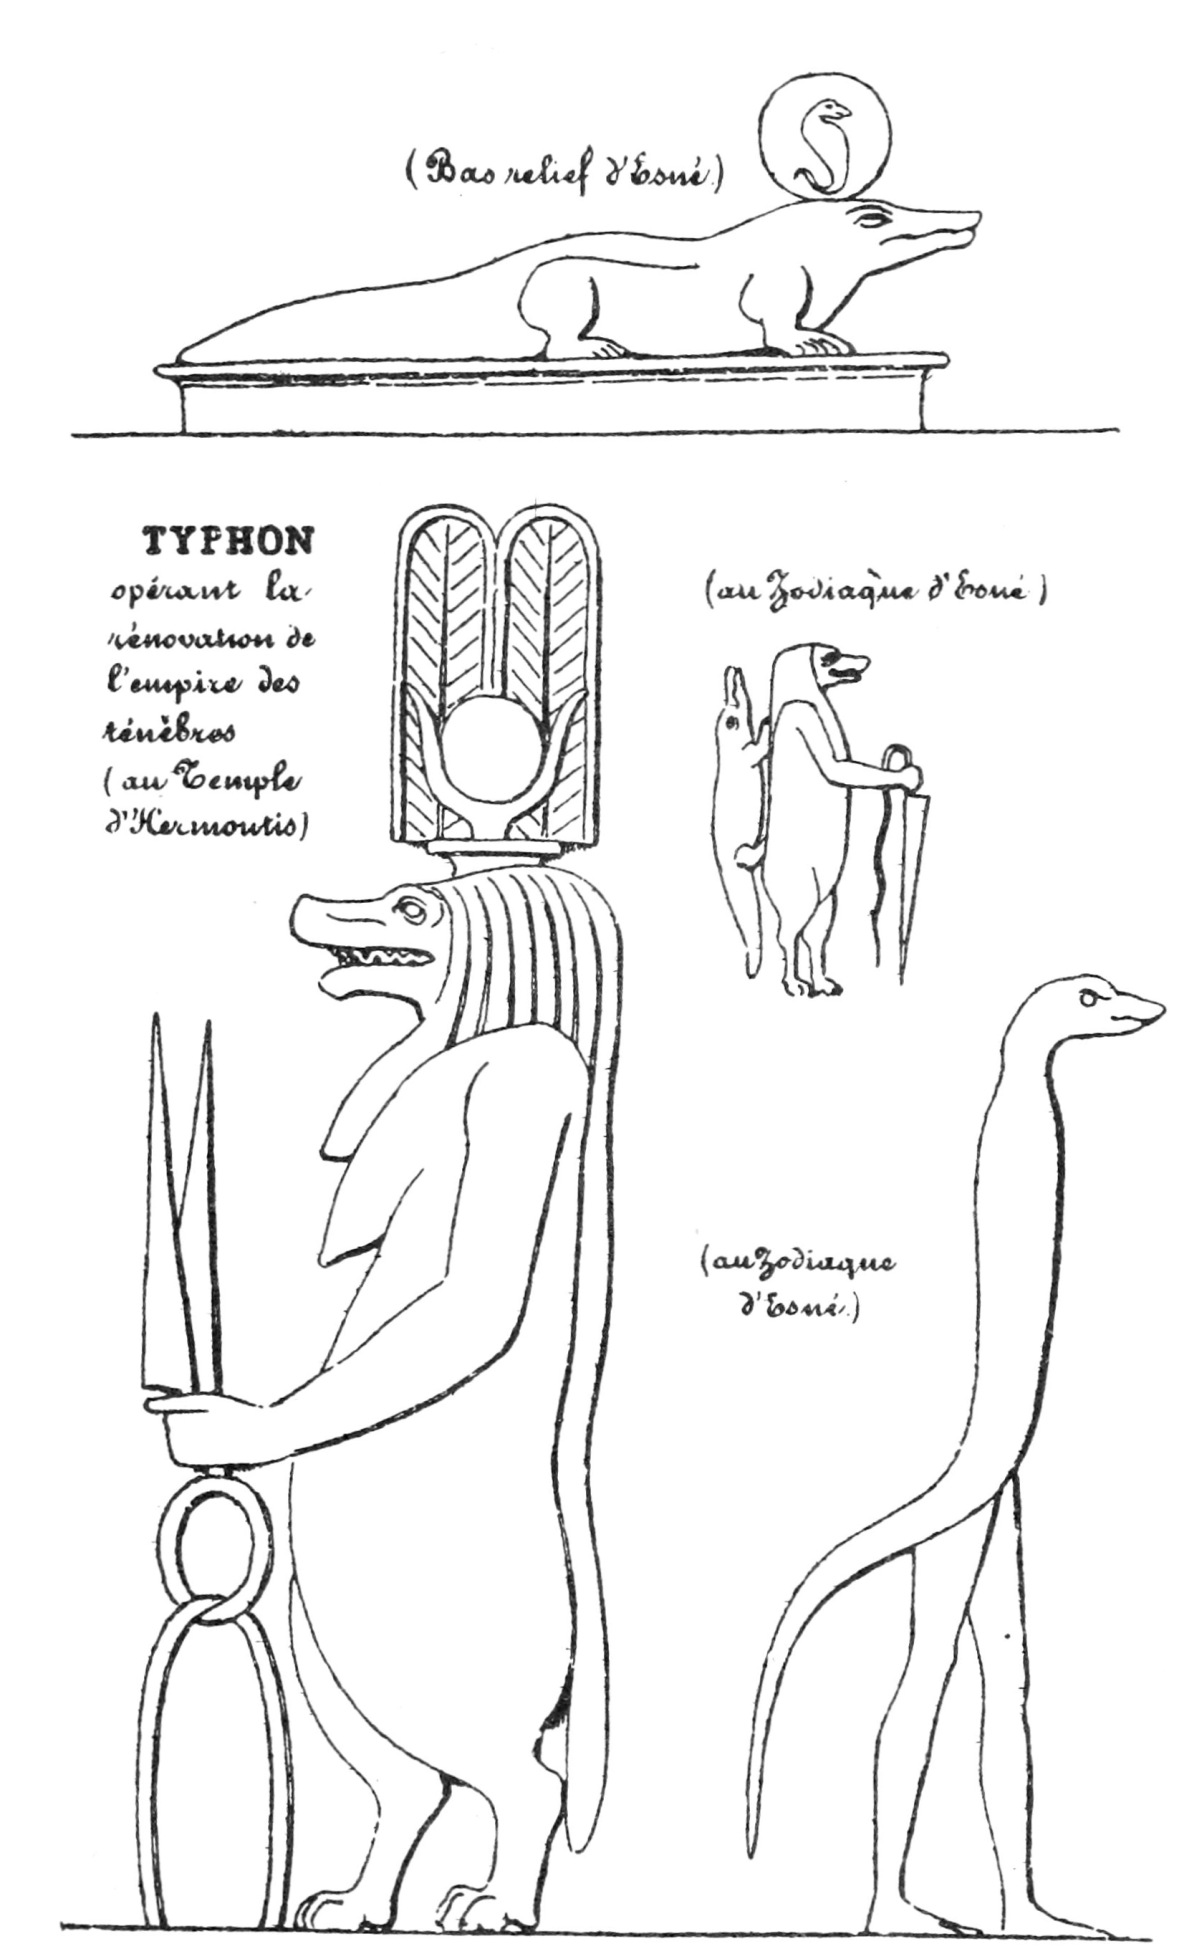 (Bas relief d'Esné)
TYPHON
opérant la
rénovation de
l'empire des
ténèbres
(au Temple
d'Hermontis)
(au Zodiaque d'Esné)
(au Zodiaque
d'Esné)